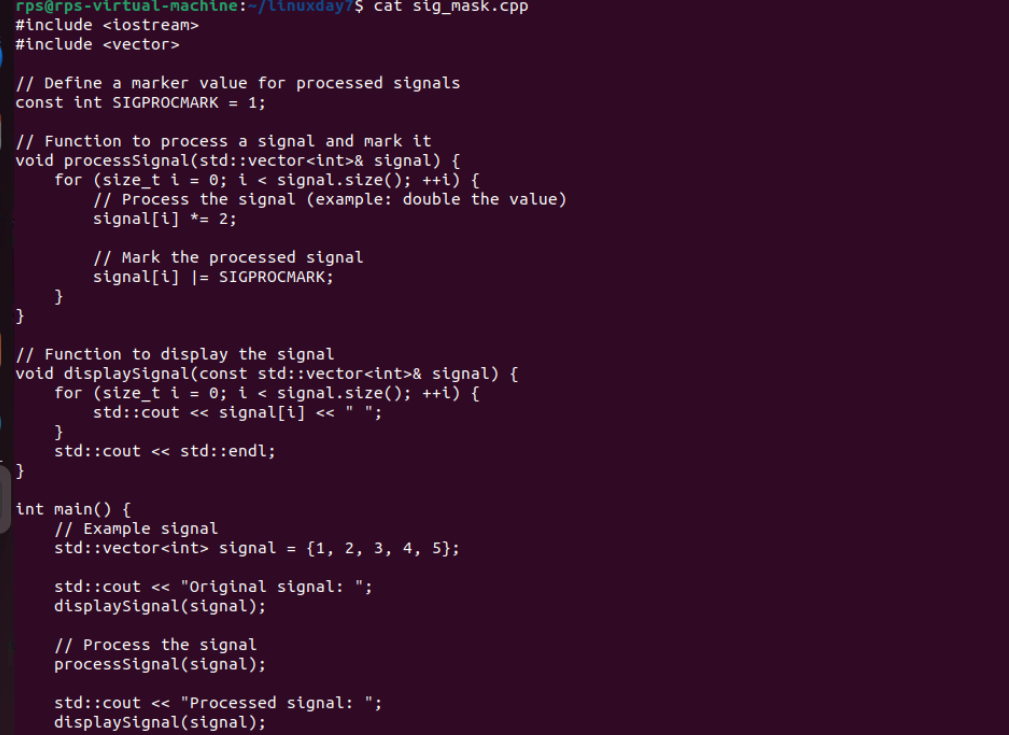 rps@rps-virtual-machine:~/linuxday7$ cat sig_mask.cpp
#include <iostream>
#include <vector>

// Define a marker value for processed signals
const int SIGPROCMARK = 1;

// Function to process a signal and mark it
void processSignal(std::vector<int>& signal) {
    for (size_t i = 0; i < signal.size(); ++i) {
        // Process the signal (example: double the value)
        signal[i] *= 2;

        // Mark the processed signal
        signal[i] |= SIGPROCMARK;
    }
}

// Function to display the signal
void displaySignal(const std::vector<int>& signal) {
    for (size_t i = 0; i < signal.size(); ++i) {
        std::cout << signal[i] << " ";
    }
    std::cout << std::endl;
}

int main() {
    // Example signal
    std::vector<int> signal = {1, 2, 3, 4, 5};

    std::cout << "Original signal: ";
    displaySignal(signal);

    // Process the signal
    processSignal(signal);

    std::cout << "Processed signal: ";
    displaySignal(signal);